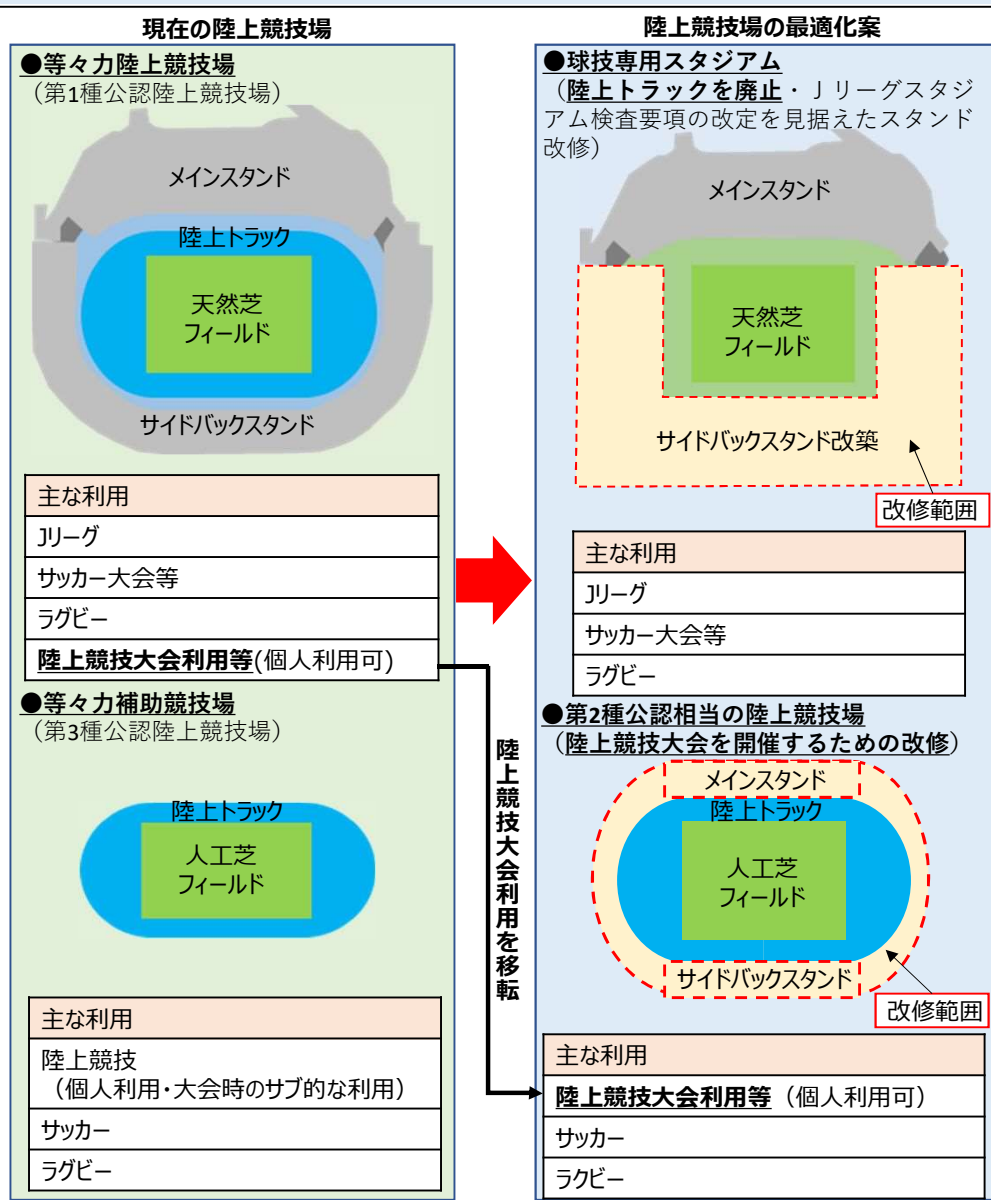 現在の陸上競技場
●等々力陸上競技場
（第1種公認陸上競技場）
メインスタンド
陸上トラック
天然芝
フィールド
サイドバックスタンド
主な利用
Jリーグ
サッカー大会等
ラグビー
陸上競技大会利用等(個人利用可)
●等々力補助競技場
（第3種公認陸上競技場）
陸上トラック
人工芝
フィールド
主な利用
陸上競技
（個人利用・大会時のサブ的な利用）
サッカー
ラグビー
陸上競技大会利用を移転
陸上競技場の最適化案
●球技専用スタジアム
（陸上トラックを廃止・Ｊリーグスタジ
アム検査要項の改定を見据えたスタンド
改修）
メインスタンド
天然芝
フィールド
サイドバックスタンド改築
改修範囲
主な利用
Jリーグ
サッカー大会等
ラグビー
●第2種公認相当の陸上競技場
（陸上競技大会を開催するための改修）
メインスタンド
陸上トラック
人工芝
フィールド
サイドバックスタンド
改修範囲
主な利用
陸上競技大会利用等（個人利用可）
サッカー
ラクビー